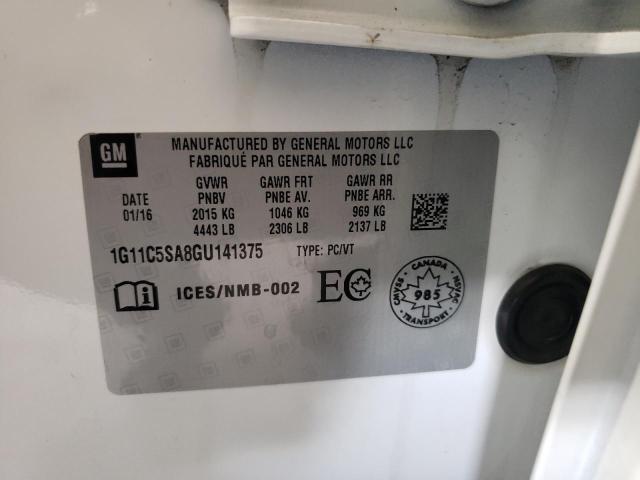 GM
MANUFACTURED BY GENERAL MOTORS LLC
FABRIQUÉ PAR GENERAL MOTORS LLC
GVWR GAWR FRT GAWR RR
DATE PNBV PNBE AV. PNBE ARR.
01/16 2015 KG 1046 KG 969 KG
4443 LB 2306 LB 2137 LB
1G11C5SA8GU141375 TYPE: PC/VT
ICES/NMB-002 EC
CANADA
CMVSS 985 NSVAC
TRANSPORT